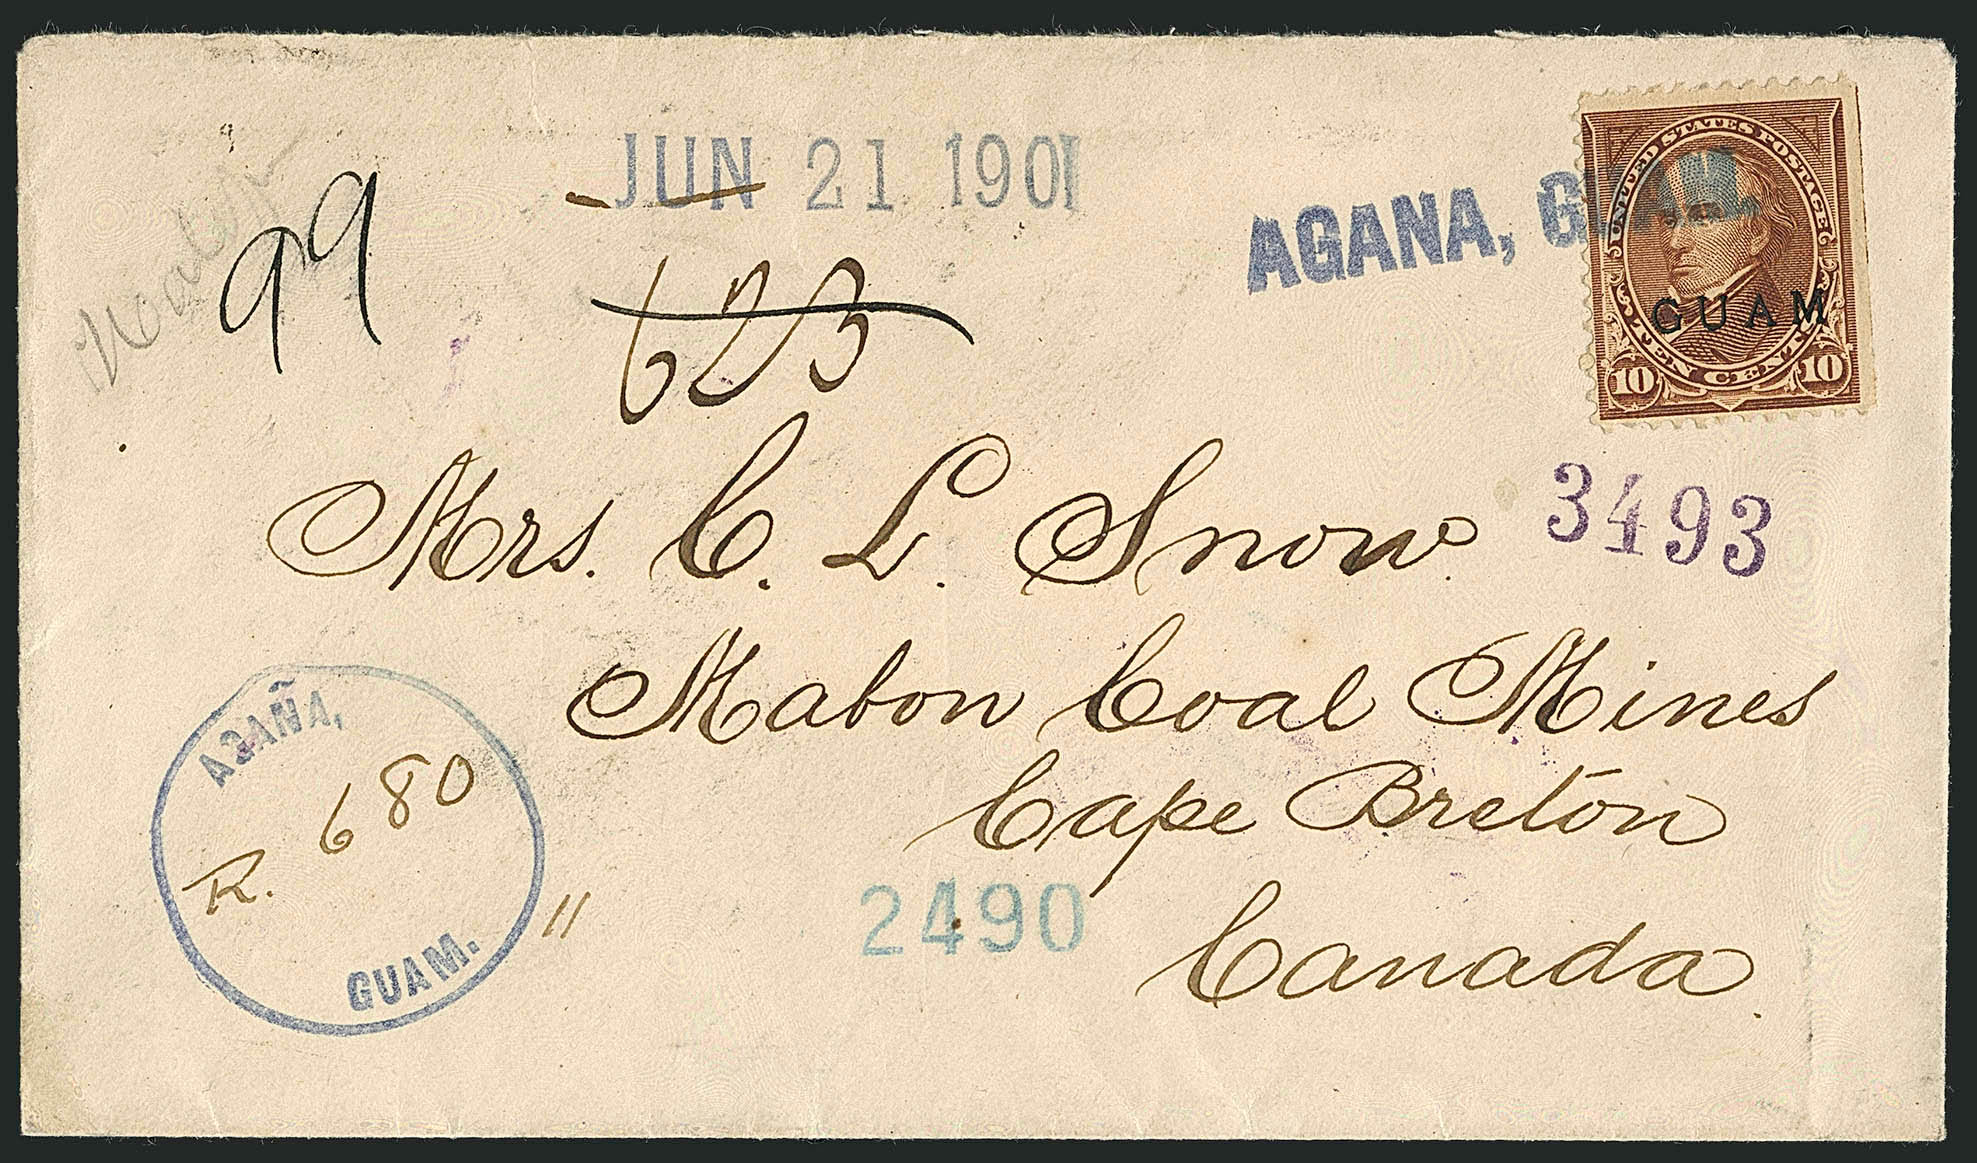 JUN 21 1901
AGANA, GUAM
UNITED STATES POSTAGE
GUAM
10 TEN CENTS 10
99
623
Mrs. C. L. Snow.
3493
Mabon Coal Mines
Cape Breton
Canada.
2490
AGAÑA,
R. 680
GUAM.
"